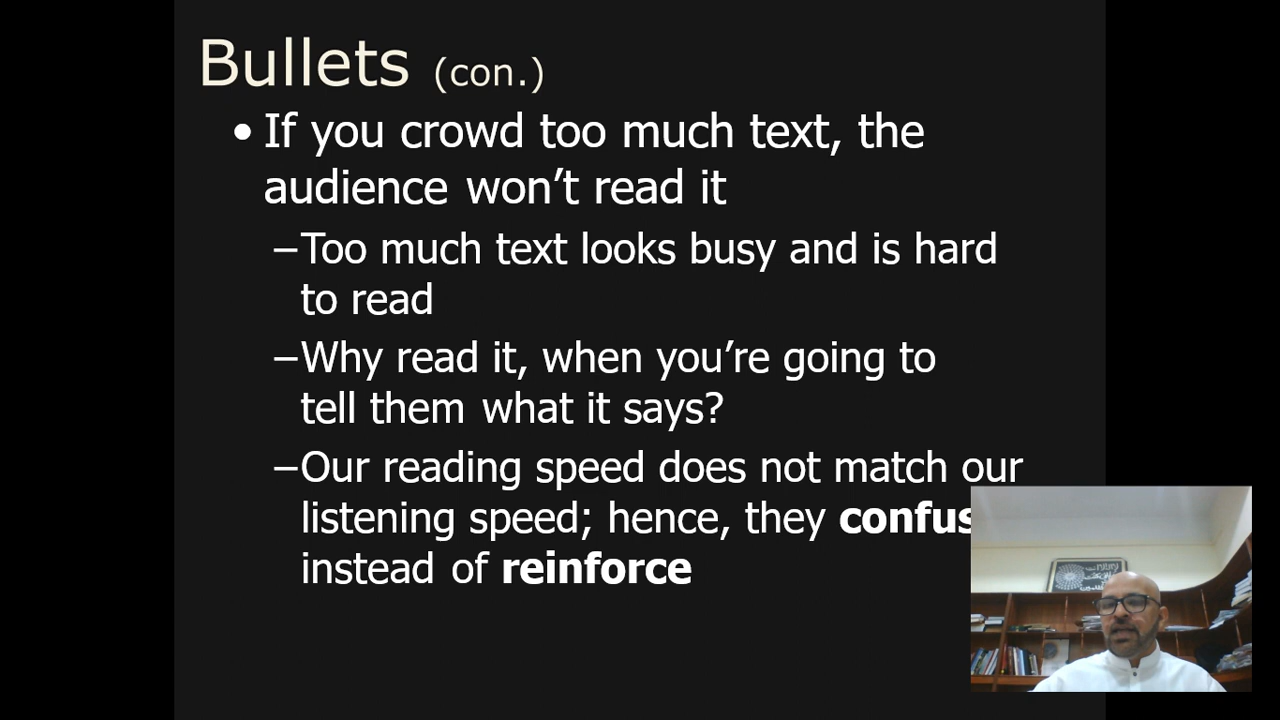 Bullets (con.)
• If you crowd too much text, the
audience won’t read it
–Too much text looks busy and is hard
to read
–Why read it, when you’re going to
tell them what it says?
–Our reading speed does not match our
listening speed; hence, they confus
instead of reinforce